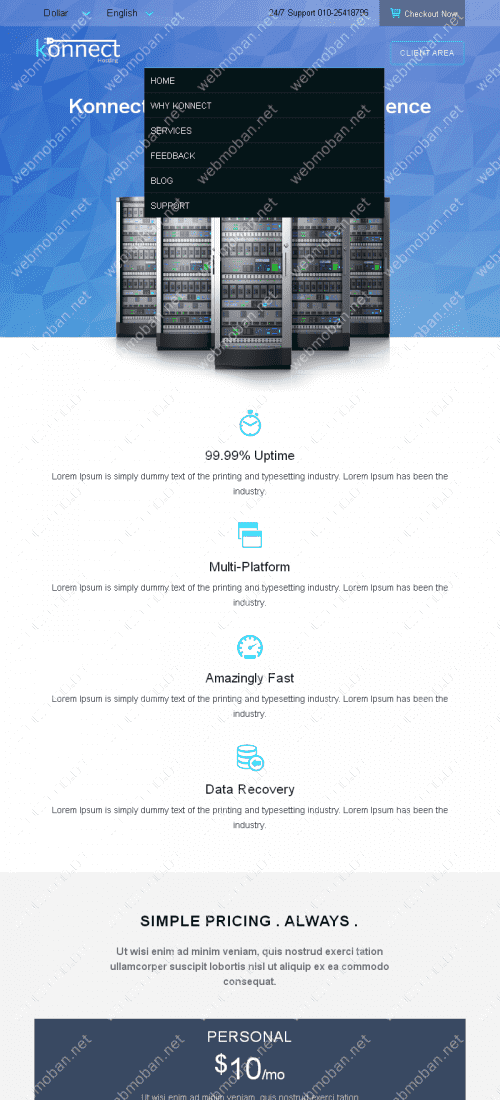 Dollar English 24/7 Support 010-25418796 Checkout Now
konnect
Hosting
CLIENT AREA
HOME
Konnect ence
WHY KONNECT
SERVICES
FEEDBACK
BLOG
SUPPORT
99.99% Uptime
Lorem Ipsum is simply dummy text of the printing and typesetting industry. Lorem Ipsum has been the
industry.
Multi-Platform
Lorem Ipsum is simply dummy text of the printing and typesetting industry. Lorem Ipsum has been the
industry.
Amazingly Fast
Lorem Ipsum is simply dummy text of the printing and typesetting industry. Lorem Ipsum has been the
industry.
Data Recovery
Lorem Ipsum is simply dummy text of the printing and typesetting industry. Lorem Ipsum has been the
industry.
SIMPLE PRICING . ALWAYS .
Ut wisi enim ad minim veniam, quis nostrud exerci tation
ullamcorper suscipit lobortis nisl ut aliquip ex ea commodo
consequat.
PERSONAL
$10/mo
Ut wisi enim ad minim veniam, quis nostrud exerci tation
webmoban.net